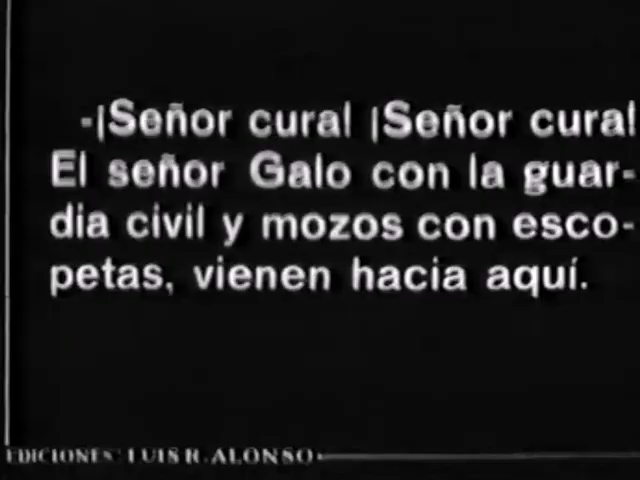 -¡Señor cura! ¡Señor cura!
El señor Galo con la guar-
dia civil y mozos con esco-
petas, vienen hacia aquí.
EDICIONES LUIS R. ALONSO